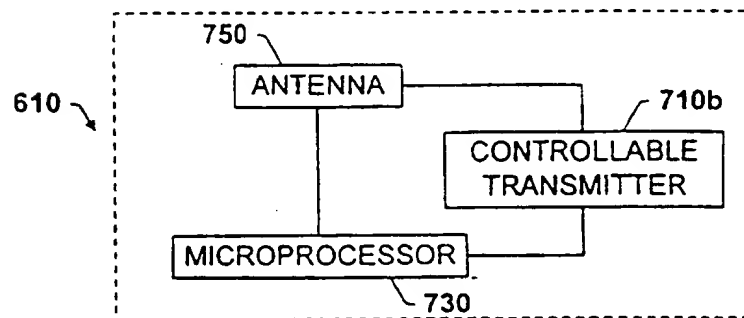 750
ANTENNA
610
710b
CONTROLLABLE
TRANSMITTER
MICROPROCESSOR
730